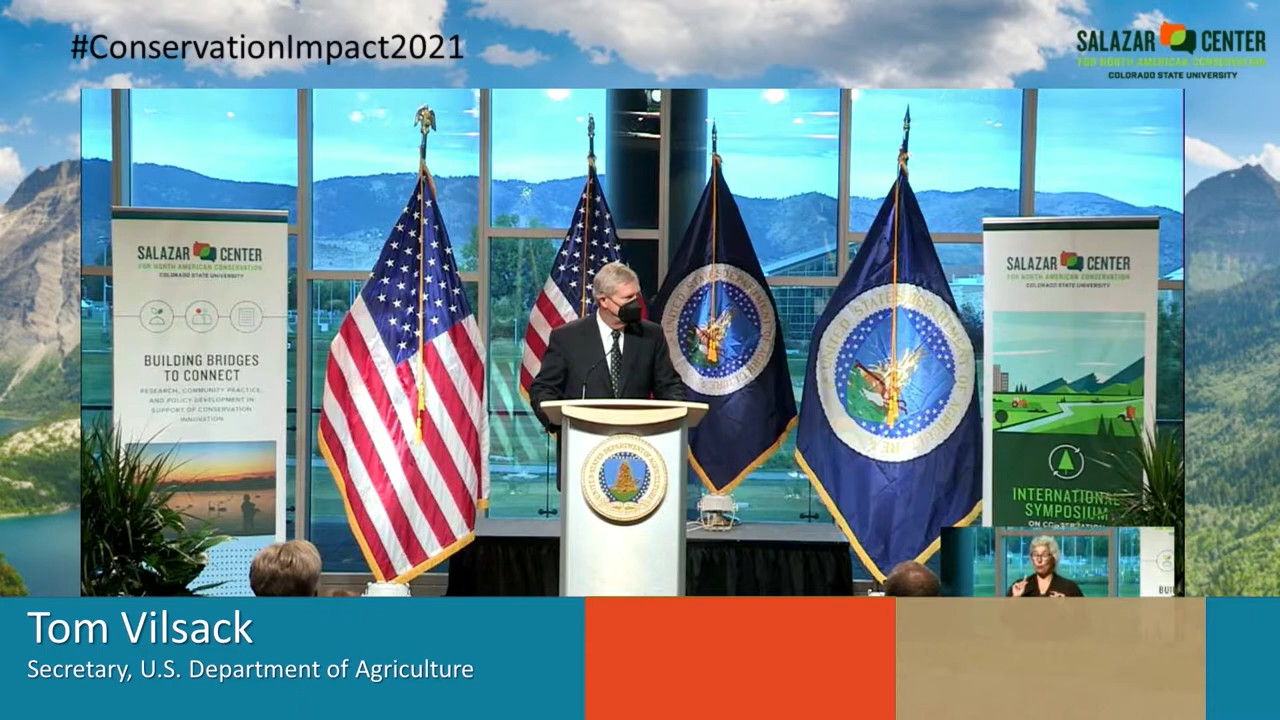 #ConservationImpact2021
SALAZAR CENTER
FOR NORTH AMERICAN CONSERVATION
COLORADO STATE UNIVERSITY
SALAZAR CENTER
FOR NORTH AMERICAN CONSERVATION
COLORADO STATE UNIVERSITY
BUILDING BRIDGES
TO CONNECT
RESEARCH, COMMUNITY PRACTICE,
AND POLICY DEVELOPMENT IN
SUPPORT OF CONSERVATION
INNOVATION
SALAZAR CENTER
FOR NORTH AMERICAN CONSERVATION
COLORADO STATE UNIVERSITY
INTERNATIONAL
SYMPOSIUM
Tom Vilsack
Secretary, U.S. Department of Agriculture